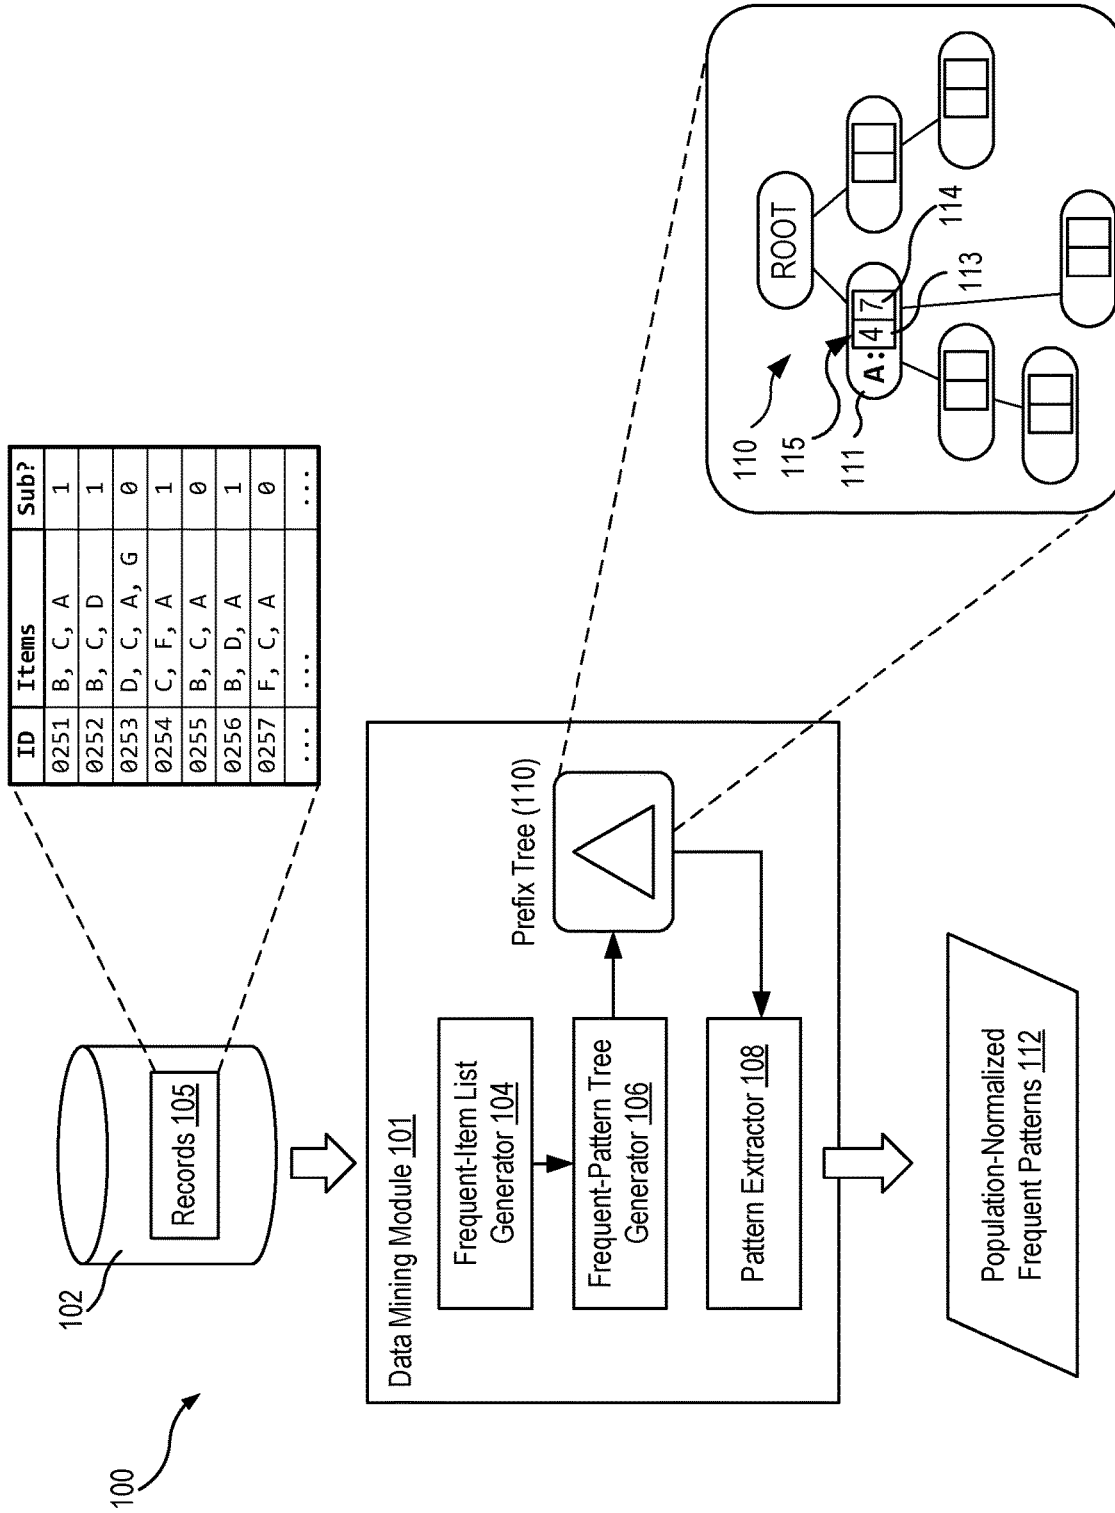 100
102
Records 105
ID Items Sub?
0251 B, C, A 1
0252 B, C, D 1
0253 D, C, A, G 0
0254 C, F, A 1
0255 B, C, A 0
0256 B, D, A 1
0257 F, C, A 0
... ... ...
Data Mining Module 101
Frequent-Item List
Generator 104
Frequent-Pattern Tree
Generator 106
Prefix Tree (110)
Pattern Extractor 108
Population-Normalized
Frequent Patterns 112
110
ROOT
115
111
A: 4 7
113
114